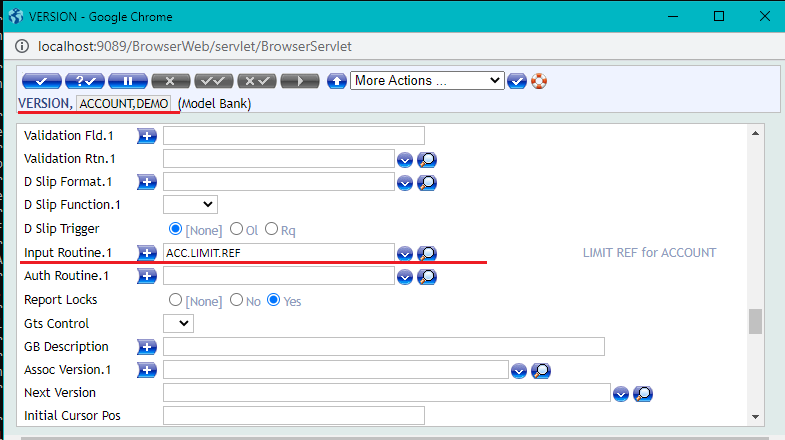 VERSION - Google Chrome
localhost:9089/BrowserWeb/servlet/BrowserServlet
More Actions ...
VERSION, ACCOUNT,DEMO (Model Bank)
Validation Fld.1
Validation Rtn.1
D Slip Format.1
D Slip Function.1
D Slip Trigger [None] Ol Rq
Input Routine.1 ACC.LIMIT.REF LIMIT REF for ACCOUNT
Auth Routine.1
Report Locks [None] No Yes
Gts Control
GB Description
Assoc Version.1
Next Version
Initial Cursor Pos